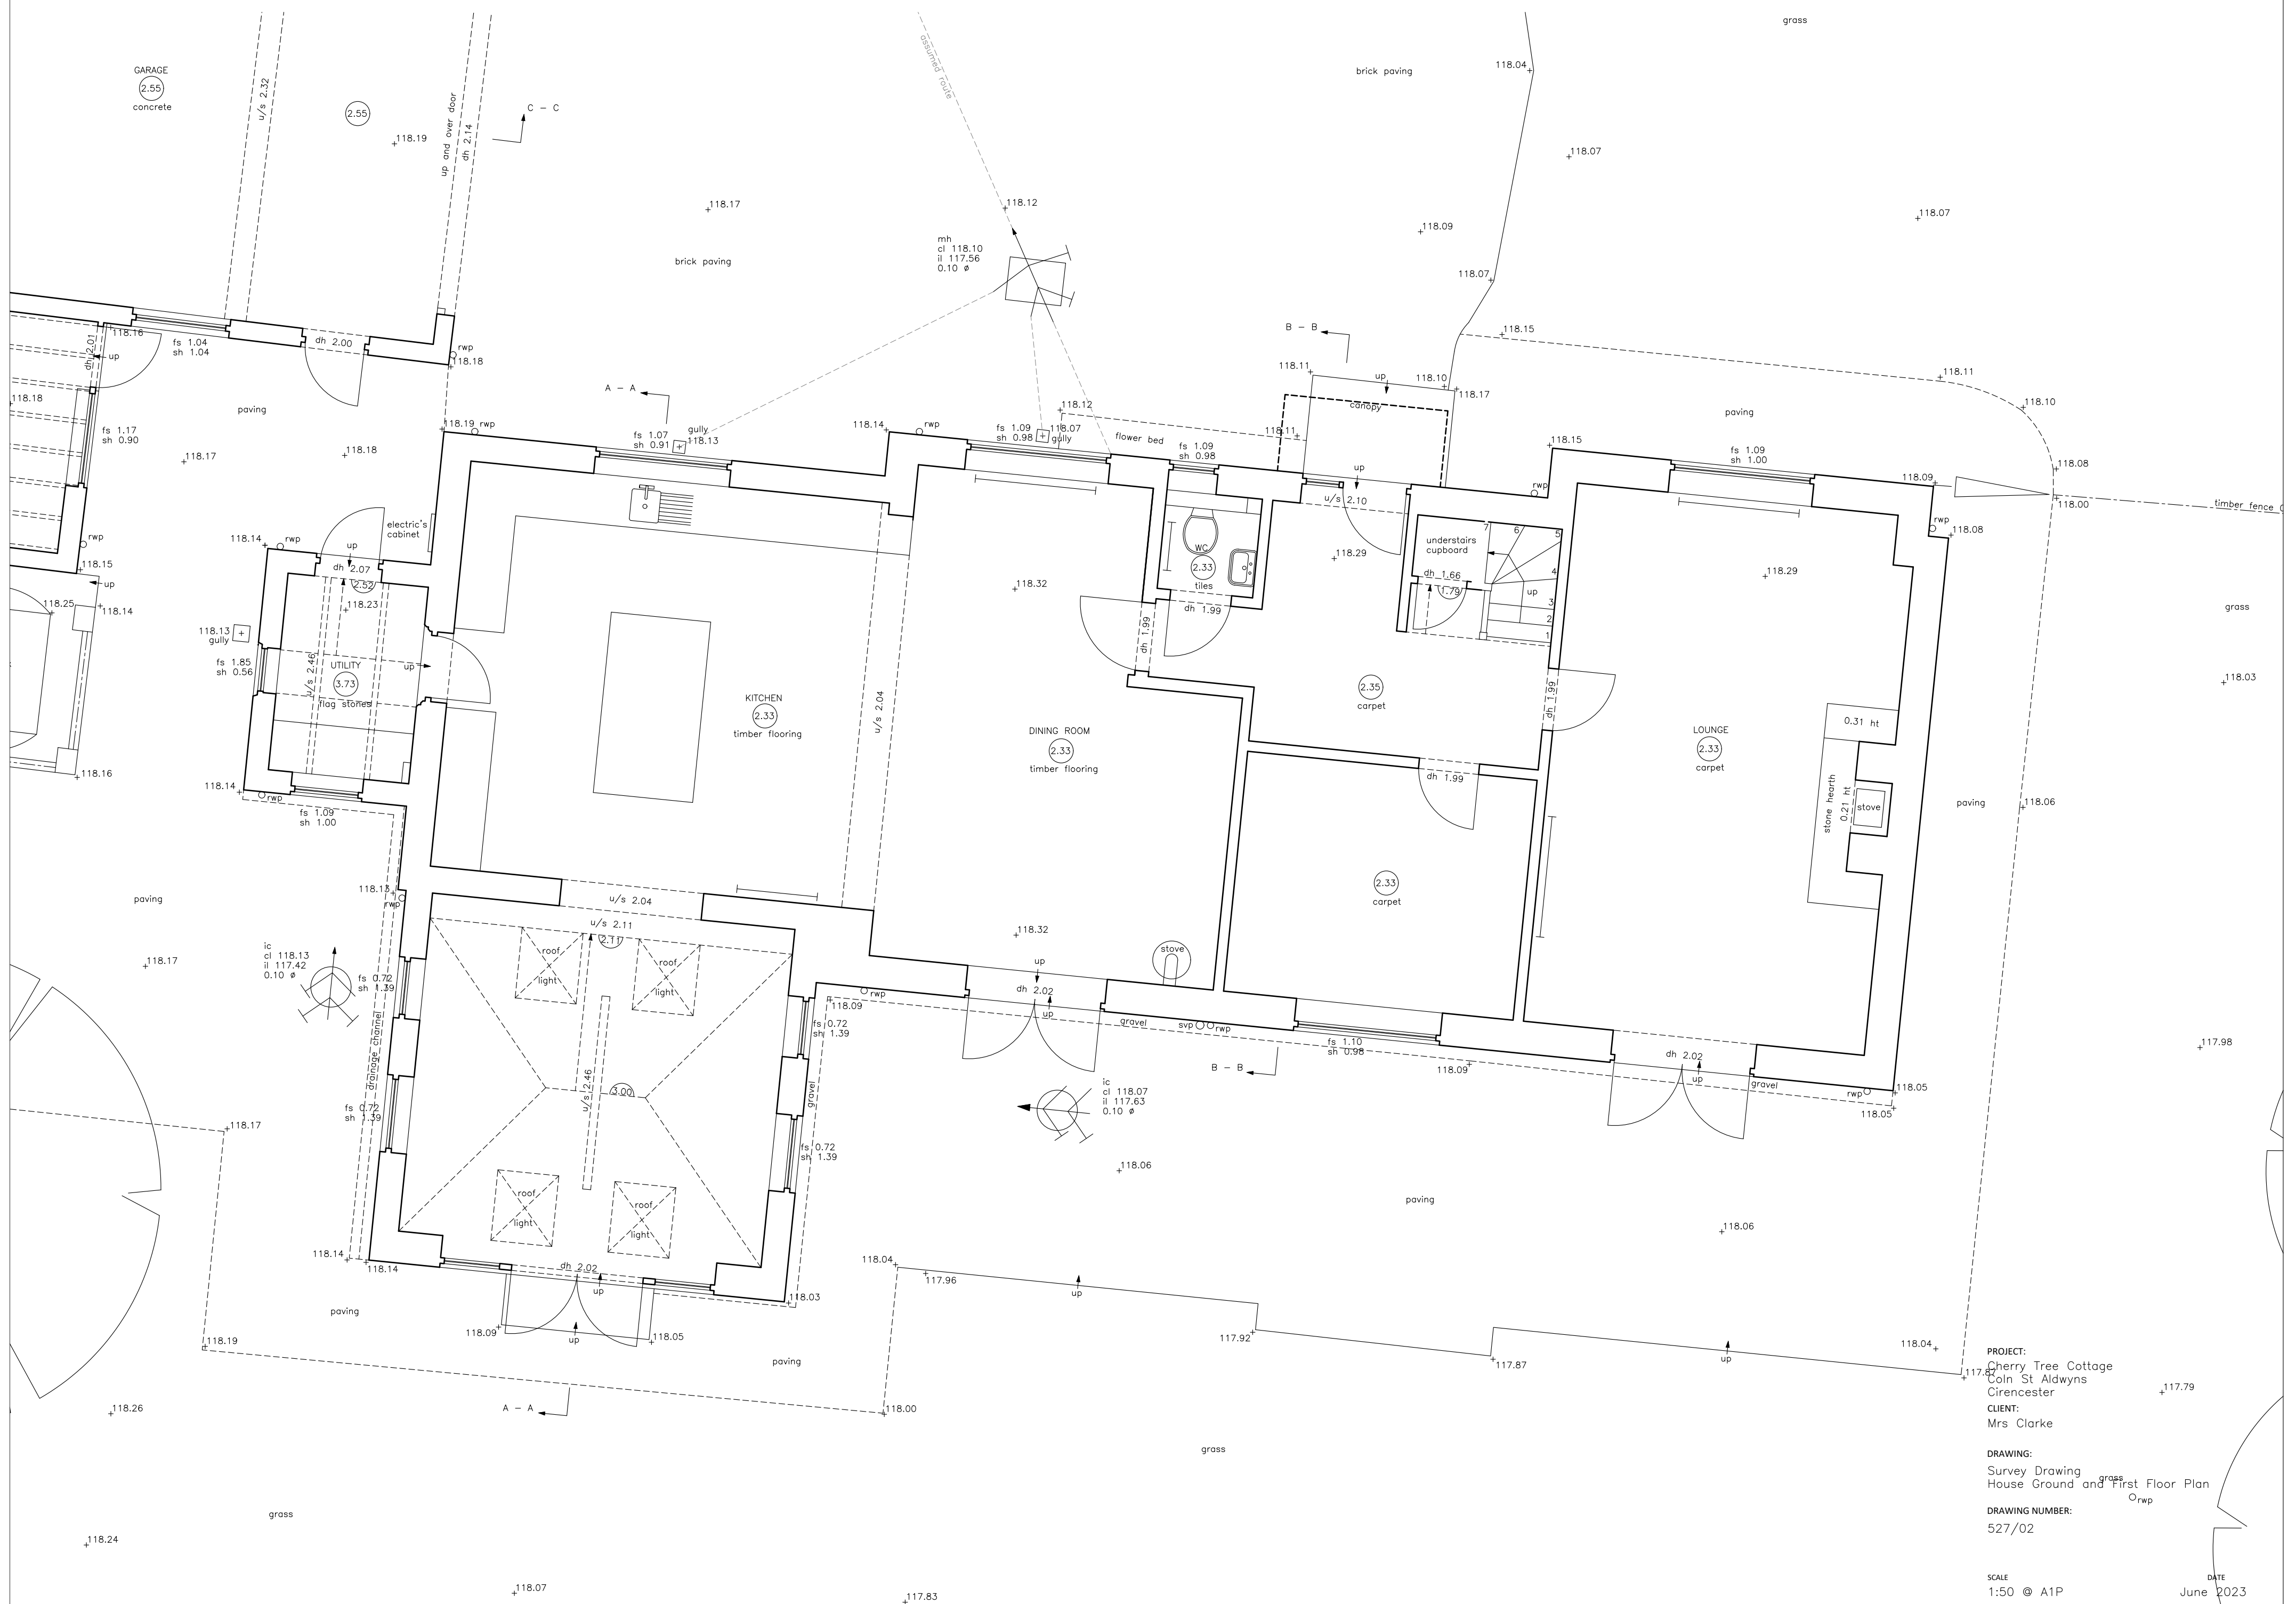 grass
GARAGE
2.55
concrete
u/s 2.32
2.55
118.19
up and over door
dh 2.14
C - C
assumed route
brick paving
118.04
118.07
118.17
118.12
118.07
118.09
mh
cl 118.10
il 117.56
0.10 ø
brick paving
118.07
118.16
fs 1.04
sh 1.04
dh 2.00
dh 2.01
up
rwp
118.18
B - B
118.15
118.11
up
118.10
118.17
canopy
118.11
118.10
118.18
paving
A - A
fs 1.17
sh 0.90
118.19
rwp
118.17
118.18
fs 1.07
sh 0.91
gully
118.13
118.14
rwp
fs 1.09
sh 0.98
118.07
gully
118.12
flower bed
118.11
fs 1.09
sh 0.98
up
u/s 2.10
118.15
paving
fs 1.09
sh 1.00
118.09
118.08
118.00
timber fence
rwp
rwp
118.08
rwp
118.15
up
118.25
118.14
118.14
rwp
electric's
cabinet
up
dh 2.07
2.52
118.23
118.13
gully
fs 1.85
sh 0.56
up
UTILITY
3.73
flag stones
u/s 2.46
118.16
118.14
rwp
fs 1.09
sh 1.00
KITCHEN
2.33
timber flooring
u/s 2.04
118.32
DINING ROOM
2.33
timber flooring
118.32
dh 1.99
WC
2.33
tiles
dh 1.99
118.29
understairs
cupboard
dh 1.66
1.79
7
6
5
4
3
2
1
up
2.35
carpet
dh 1.99
dh 1.99
118.29
LOUNGE
2.33
carpet
0.31 ht
stone hearth
0.21 ht
stove
grass
118.03
paving
118.06
2.33
carpet
stove
paving
118.13
rwp
118.17
ic
cl 118.13
il 117.42
0.10 ø
fs 0.72
sh 1.39
drainage channel
fs 0.72
sh 1.39
u/s 2.04
u/s 2.11
2.11
roof
light
roof
light
u/s 2.46
3.00
roof
light
roof
light
118.09
rwp
fs 0.72
sh 1.39
gravel
fs 0.72
sh 1.39
up
dh 2.02
up
gravel
svp
rwp
fs 1.10
sh 0.98
118.09
dh 2.02
up
gravel
rwp
118.05
118.05
117.98
B - B
ic
cl 118.07
il 117.63
0.10 ø
118.06
paving
118.06
118.17
118.14
118.14
dh 2.02
up
118.03
118.09
up
118.05
paving
118.19
paving
118.04
117.96
up
117.92
117.87
up
118.04
117.87
118.00
A - A
118.26
117.79
grass
grass
118.24
118.07
117.83
PROJECT:
Cherry Tree Cottage
Coln St Aldwyns
Cirencester
CLIENT:
Mrs Clarke
DRAWING:
Survey Drawing
grass
House Ground and First Floor Plan
rwp
DRAWING NUMBER:
527/02
SCALE
1:50 @ A1P
DATE
June 2023